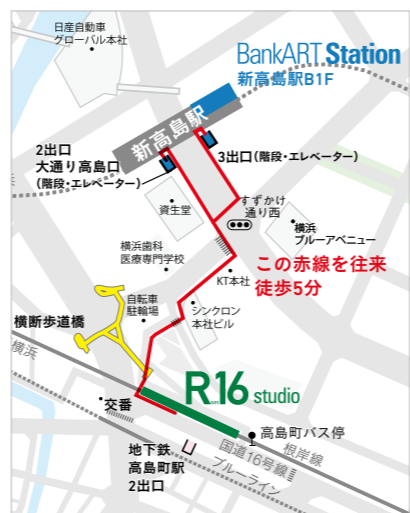 日産自動車
グローバル本社
BankART Station
新高島駅B1F
新高島駅
2出口
大通り高島口
(階段・エレベーター)
3出口(階段・エレベーター)
すずかけ
通り西
資生堂
横浜
ブルーアベニュー
横浜歯科
医療専門学校
この赤線を往来
徒歩5分
KT本社
自転車
駐輪場
シンクロン
本社ビル
横断歩道橋
横浜
R16 studio
交番
高島町バス停
地下鉄
高島町駅
2出口
根岸線
国道16号線
ブルーライン